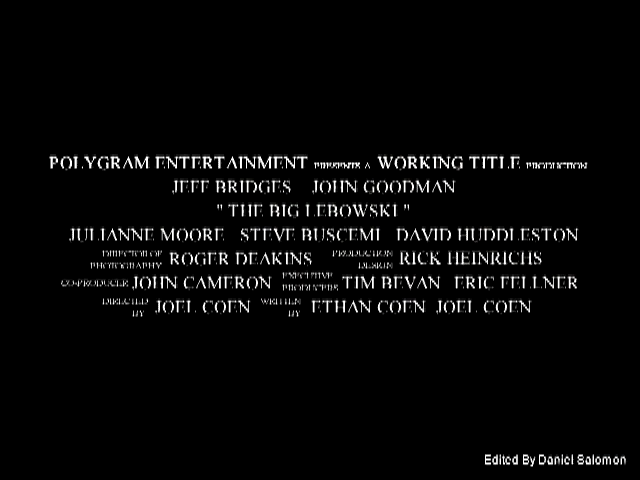 POLYGRAM ENTERTAINMENT PRESENTS A WORKING TITLE PRODUCTION
JEFF BRIDGES JOHN GOODMAN
" THE BIG LEBOWSKI "
JULIANNE MOORE STEVE BUSCEMI DAVID HUDDLESTON
DIRECTOR OF PHOTOGRAPHY ROGER DEAKINS PRODUCTION DESIGN RICK HEINRICHS
CO-PRODUCER JOHN CAMERON EXECUTIVE PRODUCERS TIM BEVAN ERIC FELLNER
DIRECTED BY JOEL COEN WRITTEN BY ETHAN COEN JOEL COEN
Edited By Daniel Salomon